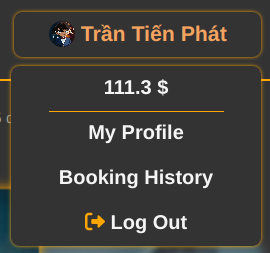 Trần Tiến Phát
111.3 $
My Profile
Booking History
Log Out